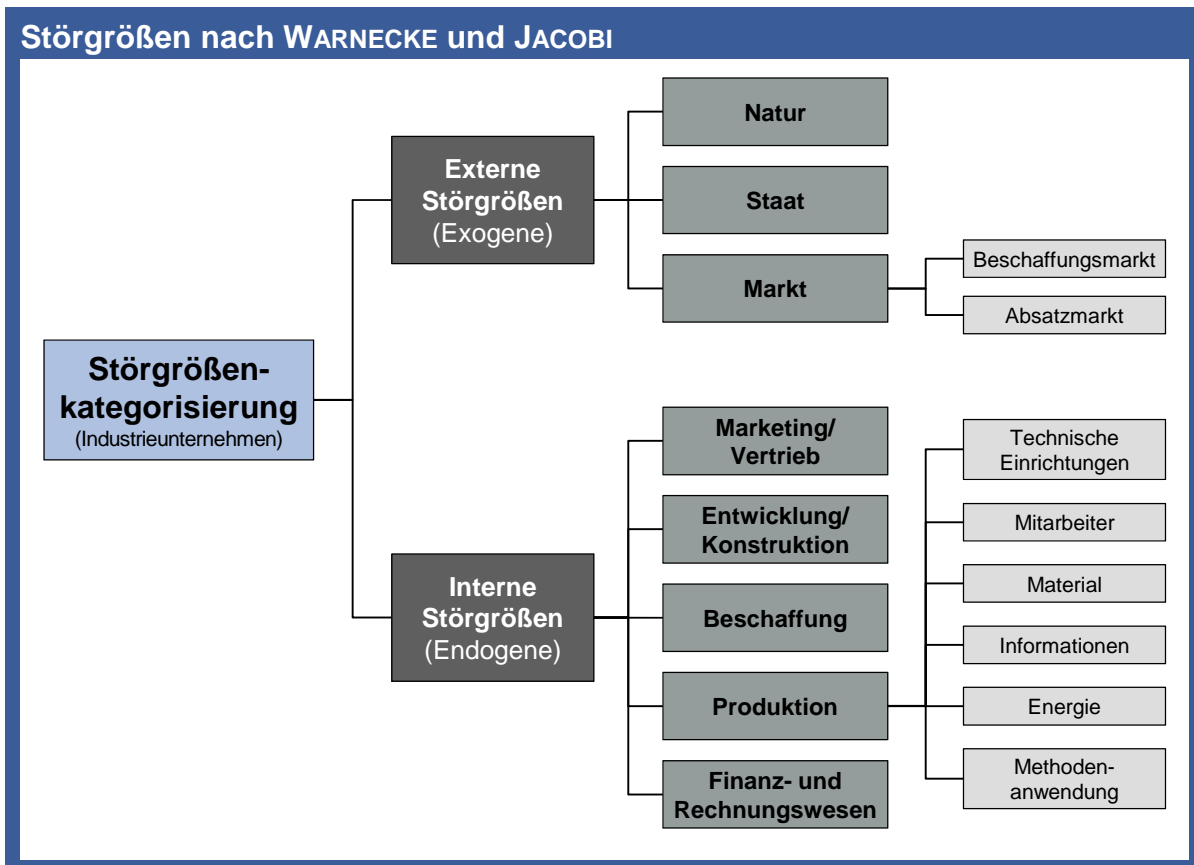 Störgrößen nach WARNECKE und JACOBI
Natur
Externe
Störgrößen
(Exogene)
Staat
Markt
Beschaffungsmarkt
Absatzmarkt
Störgrößen-
kategorisierung
(Industrieunternehmen)
Interne
Störgrößen
(Endogene)
Marketing/
Vertrieb
Entwicklung/
Konstruktion
Beschaffung
Produktion
Finanz- und
Rechnungswesen
Technische
Einrichtungen
Mitarbeiter
Material
Informationen
Energie
Methoden-
anwendung